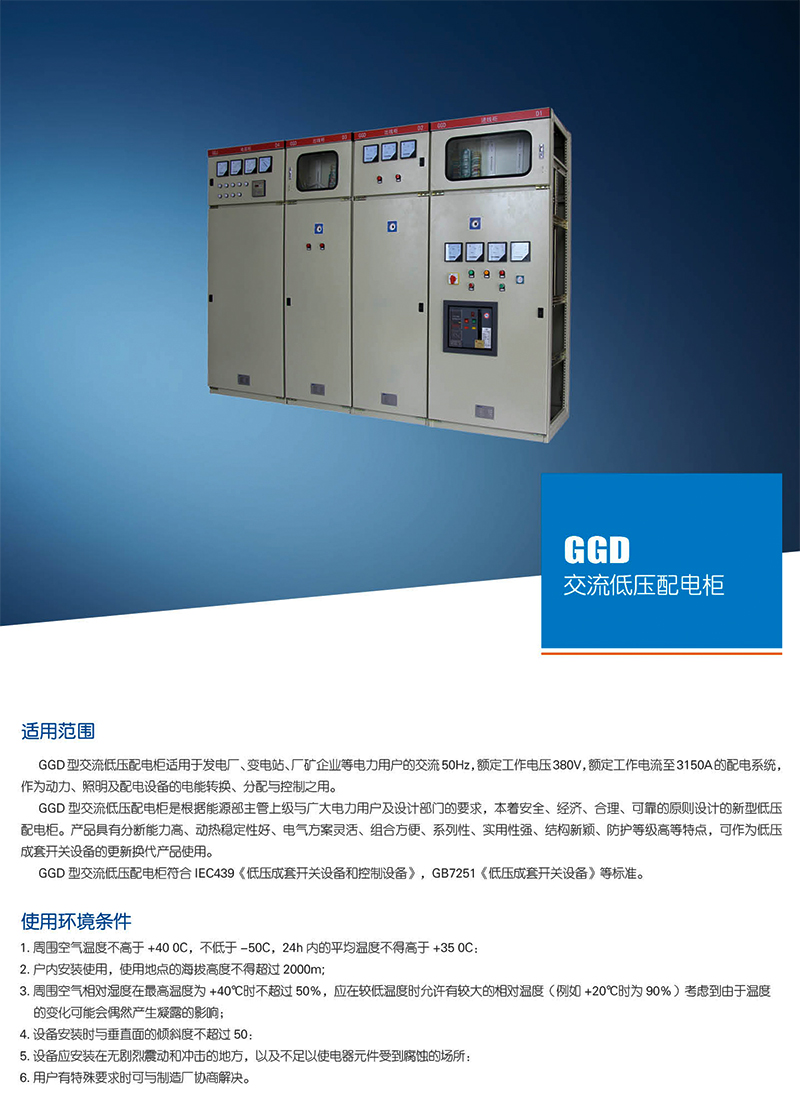 GGD 进线柜 D1
GGD D2
GGD 出线柜 D3
D4
GGD
交流低压配电柜
适用范围
GGD 型交流低压配电柜适用于发电厂、变电站、厂矿企业等电力用户的交流 50Hz，额定工作电压 380V，额定工作电流至 3150A 的配电系统，
作为动力、照明及配电设备的电能转换、分配与控制之用。
GGD 型交流低压配电柜是根据能源部主管上级与广大电力用户及设计部门的要求，本着安全、经济、合理、可靠的原则设计的新型低压
配电柜。产品具有分断能力高、动热稳定性好、电气方案灵活、组合方便、系列性、实用性强、结构新颖、防护等级高等特点，可作为低压
成套开关设备的更新换代产品使用。
GGD 型交流低压配电柜符合 IEC439《低压成套开关设备和控制设备》，GB7251《低压成套开关设备》等标准。
使用环境条件
1. 周围空气温度不高于 +40 0C，不低于 –50C，24h 内的平均温度不得高于 +35 0C；
2. 户内安装使用，使用地点的海拔高度不得超过 2000m;
3. 周围空气相对湿度在最高温度为 +40℃时不超过 50%，应在较低温度时允许有较大的相对温度（例如 +20℃时为 90%）考虑到由于温度
的变化可能会偶然产生凝露的影响；
4. 设备安装时与垂直面的倾斜度不超过 50；
5. 设备应安装在无剧烈震动和冲击的地方，以及不足以使电器元件受到腐蚀的场所；
6. 用户有特殊要求时可与制造厂协商解决。